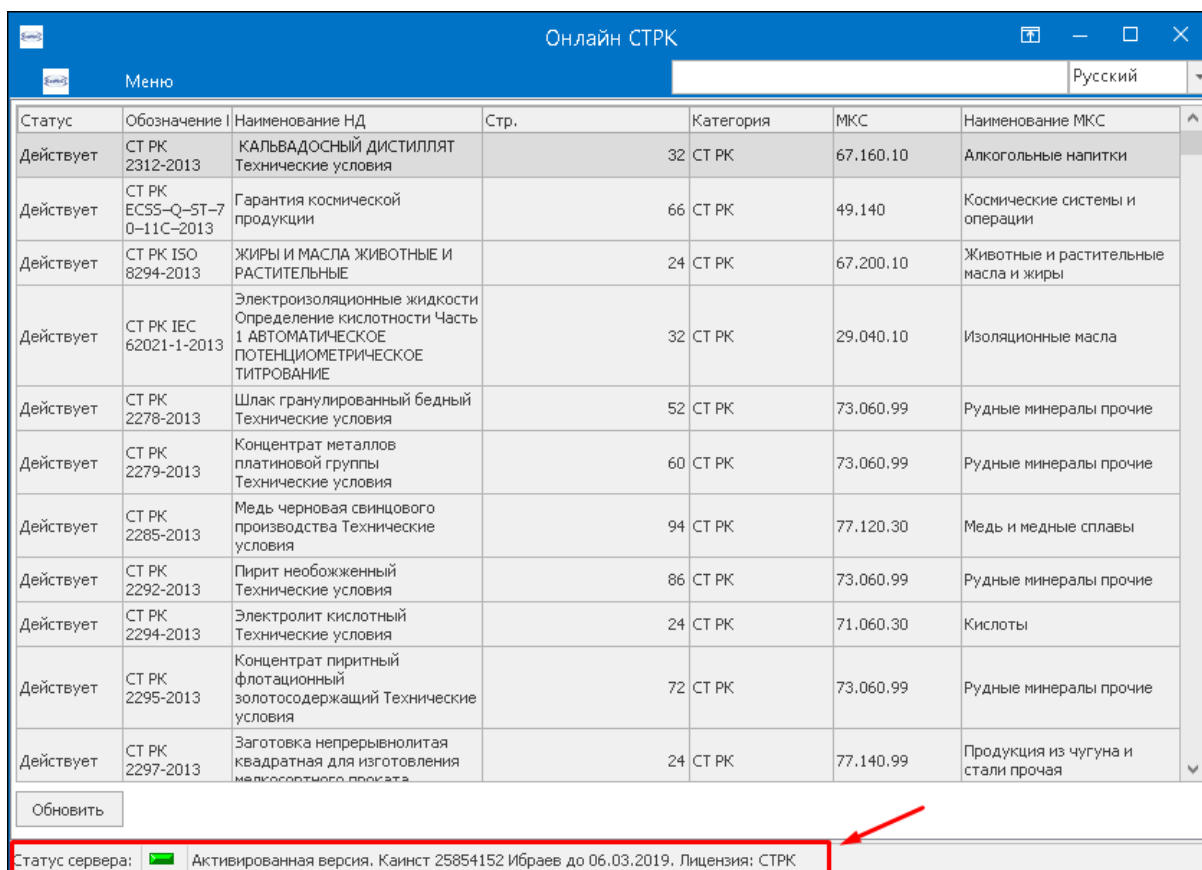 Онлайн СТРК
Меню
Русский
Статус Обозначение Наименование НД Стр. Категория МКС Наименование МКС
Действует СТ РК 2312-2013 КАЛЬВАДОСНЫЙ ДИСТИЛЛЯТ Технические условия 32 СТ РК 67.160.10 Алкогольные напитки
Действует СТ РК ECSS–Q–ST–70–11C–2013 Гарантия космической продукции 66 СТ РК 49.140 Космические системы и операции
Действует СТ РК ISO 8294-2013 ЖИРЫ И МАСЛА ЖИВОТНЫЕ И РАСТИТЕЛЬНЫЕ 24 СТ РК 67.200.10 Животные и растительные масла и жиры
Действует СТ РК IEC 62021-1-2013 Электроизоляционные жидкости Определение кислотности Часть 1 АВТОМАТИЧЕСКОЕ ПОТЕНЦИОМЕТРИЧЕСКОЕ ТИТРОВАНИЕ 32 СТ РК 29.040.10 Изоляционные масла
Действует СТ РК 2278-2013 Шлак гранулированный бедный Технические условия 52 СТ РК 73.060.99 Рудные минералы прочие
Действует СТ РК 2279-2013 Концентрат металлов платиновой группы Технические условия 60 СТ РК 73.060.99 Рудные минералы прочие
Действует СТ РК 2285-2013 Медь черновая свинцового производства Технические условия 94 СТ РК 77.120.30 Медь и медные сплавы
Действует СТ РК 2292-2013 Пирит необожженный Технические условия 86 СТ РК 73.060.99 Рудные минералы прочие
Действует СТ РК 2294-2013 Электролит кислотный Технические условия 24 СТ РК 71.060.30 Кислоты
Действует СТ РК 2295-2013 Концентрат пиритный флотационный золотосодержащий Технические условия 72 СТ РК 73.060.99 Рудные минералы прочие
Действует СТ РК 2297-2013 Заготовка непрерывнолитая квадратная для изготовления мелкосортного проката 24 СТ РК 77.140.99 Продукция из чугуна и стали прочая
Обновить
Статус сервера: Активированная версия. Каинст 25854152 Ибраев до 06.03.2019. Лицензия: СТРК